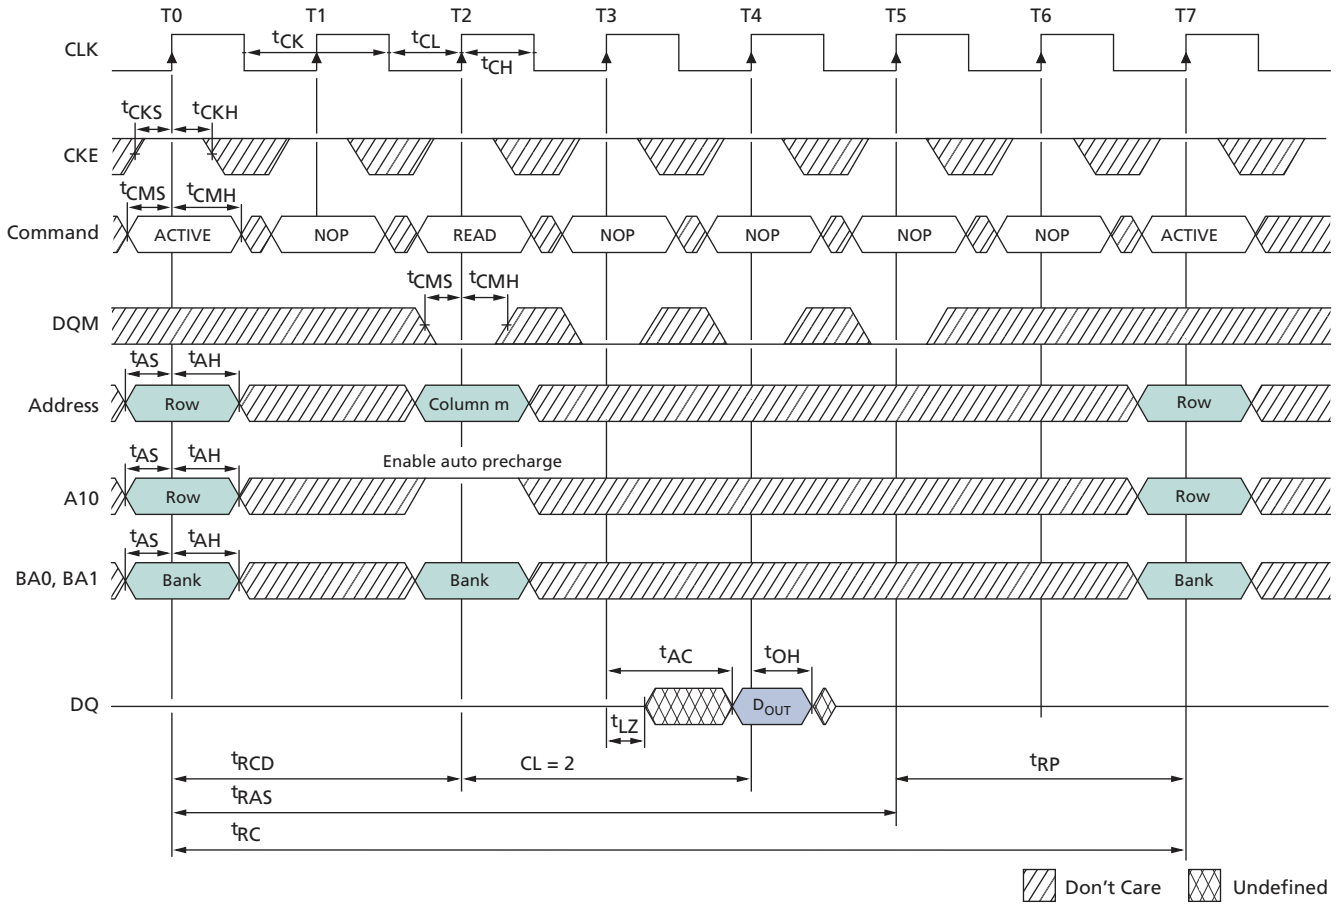 T0 T1 T2 T3 T4 T5 T6 T7
CLK tCK tCL tCH
tCKS tCKH
CKE
tCMS tCMH
Command ACTIVE NOP READ NOP NOP NOP NOP ACTIVE
tCMS tCMH
DQM
tAS tAH
Address Row Column m Row
tAS tAH Enable auto precharge
A10 Row Row
tAS tAH
BA0, BA1 Bank Bank Bank
tAC tOH
DQ DOUT
tLZ
tRCD CL = 2 tRP
tRAS
tRC
Don't Care Undefined